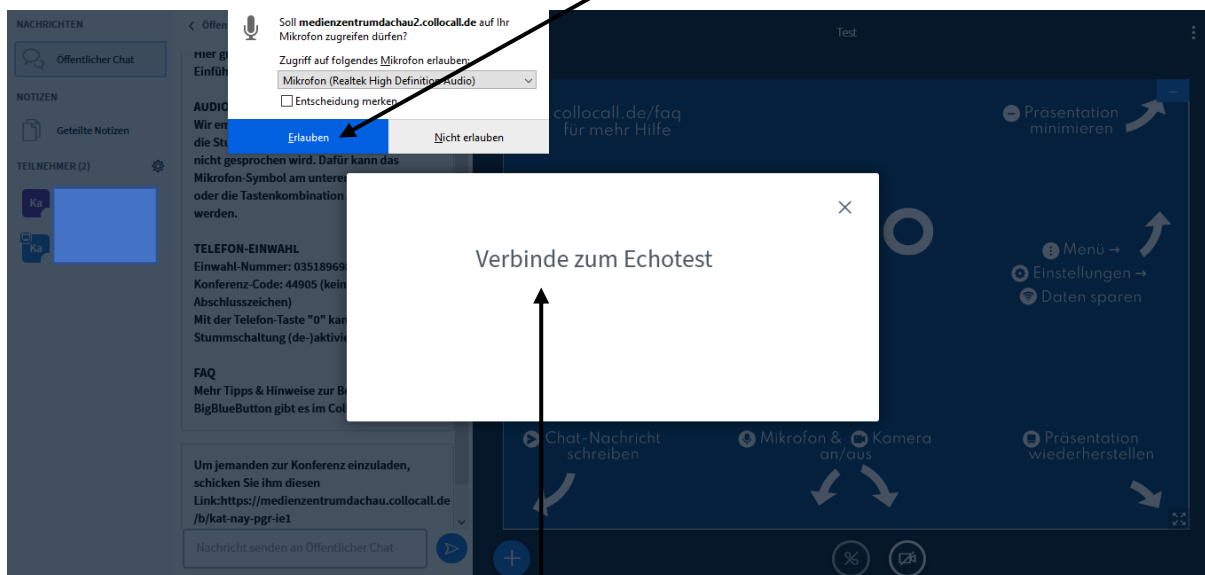 NACHRICHTEN
Öffentlicher Chat
NOTIZEN
Geteilte Notizen
TEILNEHMER (2)
Ka
Ka
Öffen
Hier g
Einfüh
AUDIO
Wir em
die Stu
nicht gesprochen wird. Dafür kann das
Mikrofon-Symbol am untere
oder die Tastenkombination
werden.
TELEFON-EINWAHL
Einwahl-Nummer: 03518969
Konferenz-Code: 44905 (kein
Abschlusszeichen)
Mit der Telefon-Taste "0" kan
Stummschaltung (de-)aktivie
FAQ
Mehr Tipps & Hinweise zur B
BigBlueButton gibt es im Col
Um jemanden zur Konferenz einzuladen,
schicken Sie ihm diesen
Link:https://medienzentrumdachau.collocall.de
/b/kat-nay-pgr-ie1
Nachricht senden an Öffentlicher Chat
Soll medienzentrumdachau2.collocall.de auf Ihr
Mikrofon zugreifen dürfen?
Zugriff auf folgendes Mikrofon erlauben:
Mikrofon (Realtek High Definition Audio)
Entscheidung merken
Erlauben
Nicht erlauben
Verbinde zum Echotest
Test
collocall.de/faq
für mehr Hilfe
Präsentation
minimieren
Menü →
Einstellungen →
Daten sparen
Chat-Nachricht
schreiben
Mikrofon & Kamera
an/aus
Präsentation
wiederherstellen